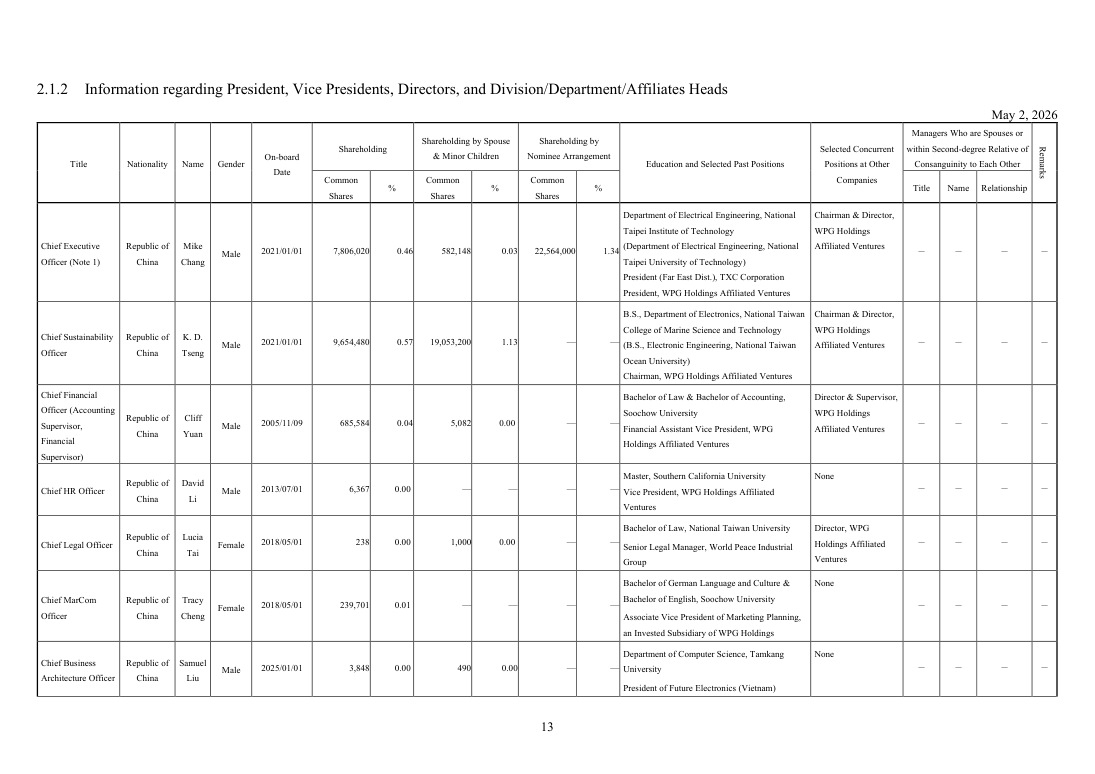 2.1.2 Information regarding President, Vice Presidents, Directors, and Division/Department/Affiliates Heads
May 2, 2026
Title
Nationality
Name
Gender
On-board
Date
Shareholding
Common
Shares
%
Shareholding by Spouse
& Minor Children
Common
Shares
%
Shareholding by
Nominee Arrangement
Common
Shares
%
Education and Selected Past Positions
Selected Concurrent
Positions at Other
Companies
Managers Who are Spouses or
within Second-degree Relative of
Consanguinity to Each Other
Title
Name
Relationship
Remarks
Chief Executive
Officer (Note 1)
Republic of
China
Mike
Chang
Male
2021/01/01
7,806,020
0.46
582,148
0.03
22,564,000
1.34
Department of Electrical Engineering, National
Taipei Institute of Technology
(Department of Electrical Engineering, National
Taipei University of Technology)
President (Far East Dist.), TXC Corporation
President, WPG Holdings Affiliated Ventures
Chairman & Director,
WPG Holdings
Affiliated Ventures
—
—
—
—
Chief Sustainability
Officer
Republic of
China
K. D.
Tseng
Male
2021/01/01
9,654,480
0.57
19,053,200
1.13
—
—
B.S., Department of Electronics, National Taiwan
College of Marine Science and Technology
(B.S., Electronic Engineering, National Taiwan
Ocean University)
Chairman, WPG Holdings Affiliated Ventures
Chairman & Director,
WPG Holdings
Affiliated Ventures
—
—
—
—
Chief Financial
Officer (Accounting
Supervisor,
Financial
Supervisor)
Republic of
China
Cliff
Yuan
Male
2005/11/09
685,584
0.04
5,082
0.00
—
—
Bachelor of Law & Bachelor of Accounting,
Soochow University
Financial Assistant Vice President, WPG
Holdings Affiliated Ventures
Director & Supervisor,
WPG Holdings
Affiliated Ventures
—
—
—
—
Chief HR Officer
Republic of
China
David
Li
Male
2013/07/01
6,367
0.00
—
—
—
—
Master, Southern California University
Vice President, WPG Holdings Affiliated
Ventures
None
—
—
—
—
Chief Legal Officer
Republic of
China
Lucia
Tai
Female
2018/05/01
238
0.00
1,000
0.00
—
—
Bachelor of Law, National Taiwan University
Senior Legal Manager, World Peace Industrial
Group
Director, WPG
Holdings Affiliated
Ventures
—
—
—
—
Chief MarCom
Officer
Republic of
China
Tracy
Cheng
Female
2018/05/01
239,701
0.01
—
—
—
—
Bachelor of German Language and Culture &
Bachelor of English, Soochow University
Associate Vice President of Marketing Planning,
an Invested Subsidiary of WPG Holdings
None
—
—
—
—
Chief Business
Architecture Officer
Republic of
China
Samuel
Liu
Male
2025/01/01
3,848
0.00
490
0.00
—
—
Department of Computer Science, Tamkang
University
President of Future Electronics (Vietnam)
None
—
—
—
—
13